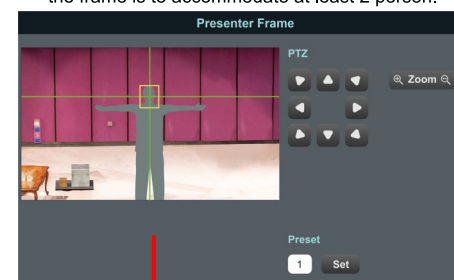 the frame is to accommodate at least 2 person.
Presenter Frame
PTZ
Zoom
Preset
1 Set